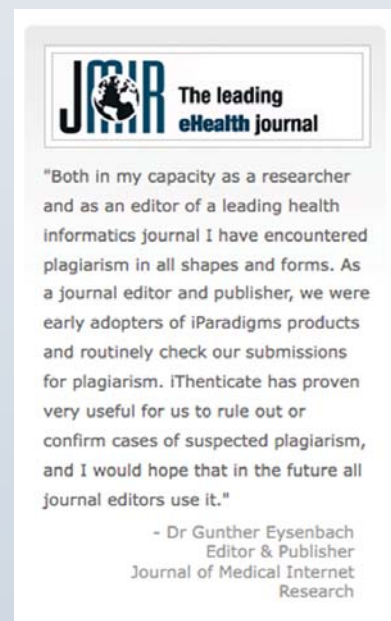 JMIR
The leading
eHealth journal
"Both in my capacity as a researcher
and as an editor of a leading health
informatics journal I have encountered
plagiarism in all shapes and forms. As
a journal editor and publisher, we were
early adopters of iParadigms products
and routinely check our submissions
for plagiarism. iThenticate has proven
very useful for us to rule out or
confirm cases of suspected plagiarism,
and I would hope that in the future all
journal editors use it."
- Dr Gunther Eysenbach
Editor & Publisher
Journal of Medical Internet
Research